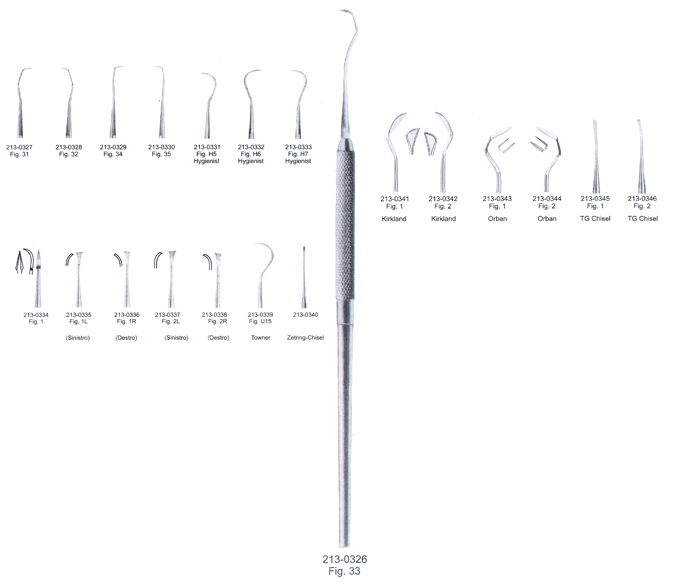 213-0327 213-0328 213-0329 213-0330 213-0331 213-0332 213-0333
Fig. 31 Fig. 32 Fig. 34 Fig. 35 Fig. H5 Fig. H6 Fig. H7
Hygienist Hygienist Hygienist
213-0341 213-0342 213-0343 213-0344 213-0345 213-0346
Fig. 1 Fig. 2 Fig. 1 Fig. 2 Fig. 1 Fig. 2
Kirkland Kirkland Orban Orban TG Chisel TG Chisel
213-0334 213-0335 213-0336 213-0337 213-0338 213-0339 213-0340
Fig. 1 Fig. 1L Fig. 1R Fig. 2L Fig. 2R Fig. U15
(Sinistro) (Destro) (Sinistro) (Destro) Towner Zetring-Chisel
213-0326
Fig. 33